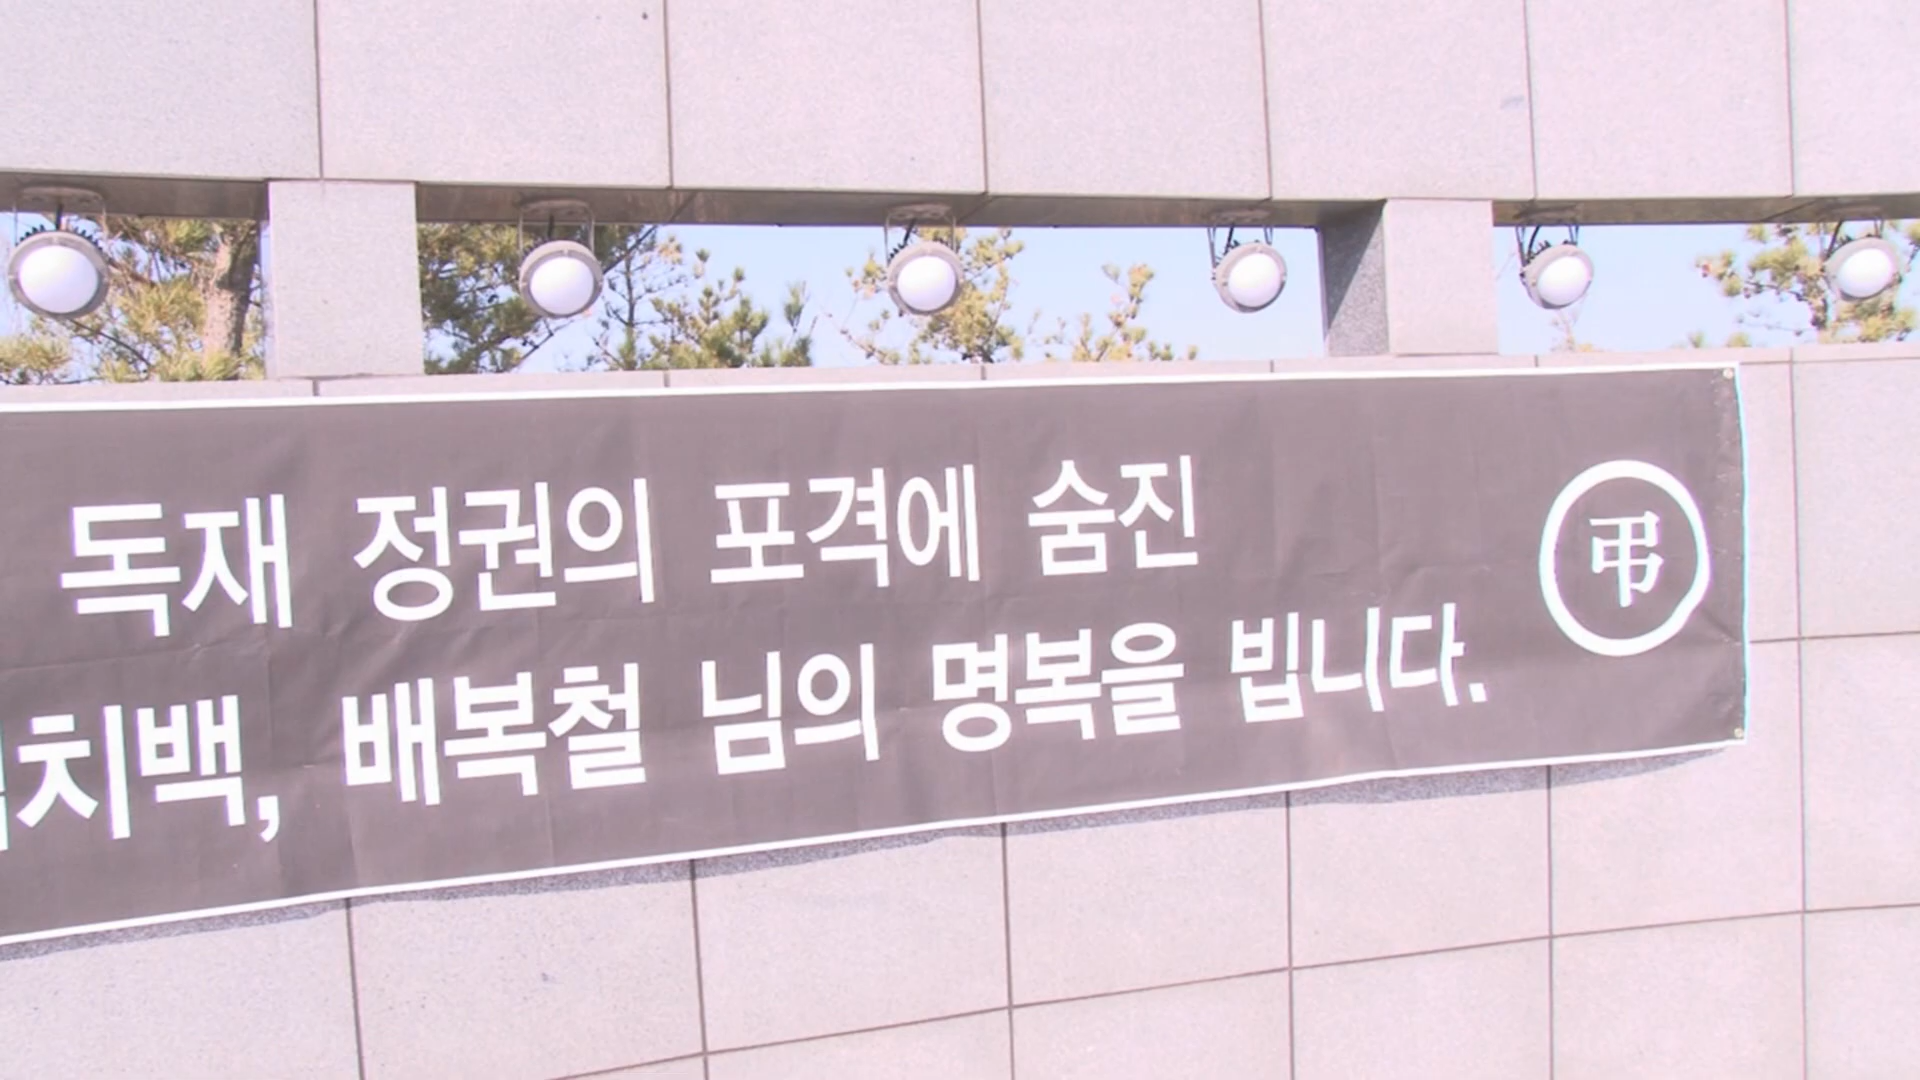 독재 정권의 포격에 숨진
치백, 배복철 님의 명복을 빕니다.
弔